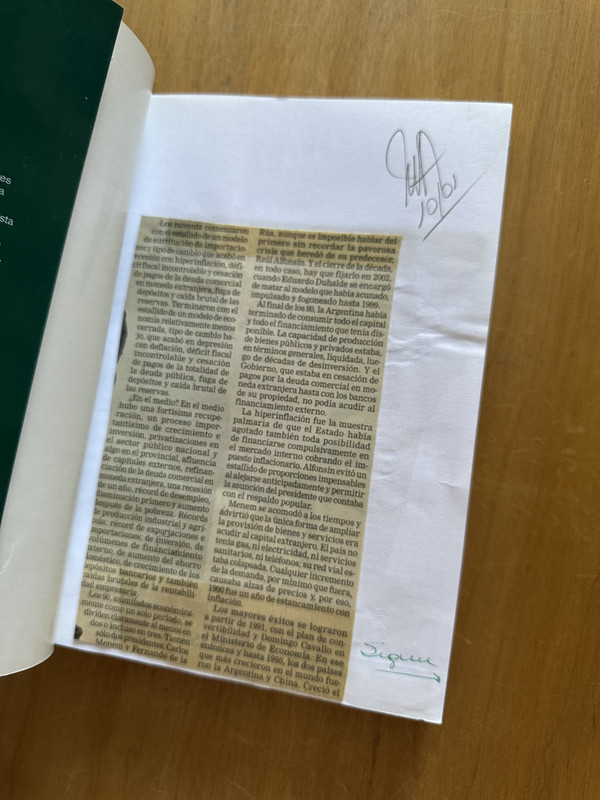 es
a
sta
10/01
Los noventa comenzaron
con el estallido de un modelo
de sustitución de importacio-
nes y tipo de cambio que acabó en
recesión con hiperinflación, défi-
cit fiscal incontrolable y cesación
de pagos de la deuda comercial
en moneda extranjera, fuga de
depósitos y caída brutal de las
reservas. Terminaron con el
estallido de un modelo de eco-
nomía relativamente menos
cerrada, tipo de cambio ba-
jo, que acabó en depresión
con deflación, déficit fiscal
incontrolable y cesación
de pagos de la totalidad
de la deuda pública, fuga de
depósitos y caída brutal de
las reservas.
¿En el medio? En el medio
hubo una fortísima recupe-
ración, un proceso impor-
tantísimo de crecimiento e
inversión, privatizaciones en
el sector público nacional y
algo en el provincial, afluencia
de capitales externos, refinan-
ciación de la deuda comercial en
moneda extranjera, una recesión
de un año, récord de desempleo,
disminución primero y aumento
después de la pobreza. Récords
de producción industrial y agrí-
cola; récord de exportaciones e
importaciones; de inversión, de
volúmenes de financiamiento
interno, de aumento del ahorro
doméstico, de crecimiento de los
depósitos bancarios y también
caídas brutales de la rentabili-
dad empresaria.
Los 90, asimilados económica-
mente como un solo período, se
dividen claramente al menos en
dos o incluso en tres. Tienen
sólo dos presidentes: Carlos
Menem y Fernando de la
Rúa, aunque es imposible hablar del
primero sin recordar la pavorosa
crisis que heredó de su predecesor,
Raúl Alfonsín. Y el cierre de la década,
en todo caso, hay que fijarlo en 2002,
cuando Eduardo Duhalde se encargó
de matar al modelo que había acunado,
impulsado y fogoneado hasta 1999.
Al final de los 80, la Argentina había
terminado de consumir todo el capital
y todo el financiamiento que tenía dis-
ponible. La capacidad de producción
de bienes públicos y privados estaba,
en términos generales, liquidada, lue-
go de décadas de desinversión. Y el
Gobierno, que estaba en cesación de
pagos por la deuda comercial en mo-
neda extranjera hasta con los bancos
de su propiedad, no podía acudir al
financiamiento externo.
La hiperinflación fue la muestra
palmaria de que el Estado había
agotado también toda posibilidad
de financiarse compulsivamente en
el mercado interno cobrando el im-
puesto inflacionario. Alfonsín evitó un
estallido de proporciones impensables
al alejarse anticipadamente y permitir
la asunción del presidente que contaba
con el respaldo popular.
Menem se acomodó a los tiempos y
advirtió que la única forma de ampliar
la provisión de bienes y servicios era
acudir al capital extranjero. El país no
tenía gas, ni electricidad, ni servicios
sanitarios, ni teléfonos; su red vial es-
taba colapsada. Cualquier incremento
de la demanda, por mínimo que fuera,
causaba alzas de precios y, por eso,
1990 fue un año de estancamiento con
inflación.
Los mayores éxitos se lograron
a partir de 1991, con el plan de con-
vertibilidad y Domingo Cavallo en
el Ministerio de Economía. En ese
entonces y hasta 1998, los dos países
que más crecieron en el mundo fue-
ron la Argentina y China. Creció el